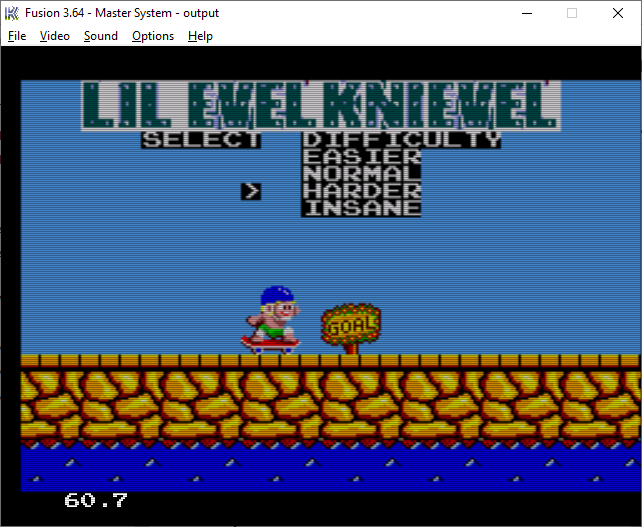 Fusion 3.64 - Master System - output
File Video Sound Options Help
LIL EVEL KNIEVEL
SELECT DIFFICULTY
EASIER
NORMAL
> HARDER
INSANE
GOAL
60.7